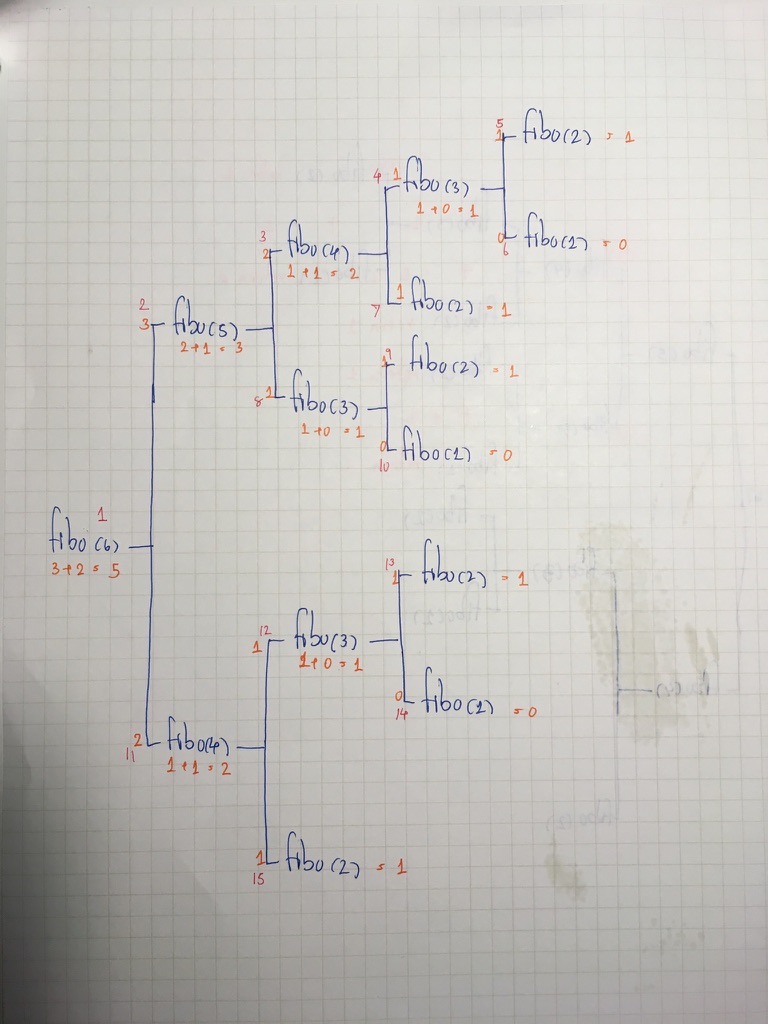 5
1 fibo(2) = 1
4 1 fibo(3)
1 + 0 = 1
0 fibo(1) = 0
6
3
2 fibo(4)
1 + 1 = 2
1 fibo(2) = 1
7
2
3 fibo(5)
2 + 1 = 3
9
1 fibo(2) = 1
8 1 fibo(3)
1 + 0 = 1
0 fibo(1) = 0
10
1
fibo(6)
3 + 2 = 5
13
1 fibo(2) = 1
12
1 fibo(3)
1 + 0 = 1
0 fibo(1) = 0
14
2 fibo(4)
11
1 + 1 = 2
1 fibo(2) = 1
15